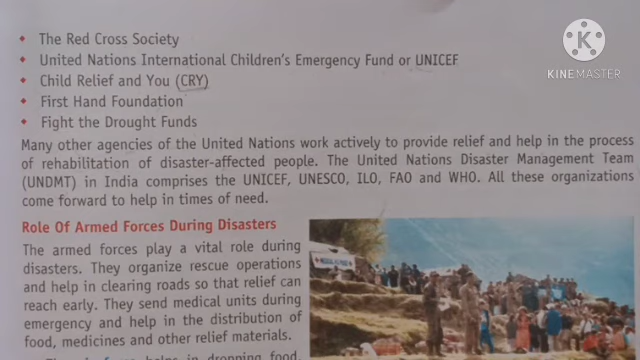 The Red Cross Society
United Nations International Children's Emergency Fund or UNICEF
Child Relief and You (CRY)
First Hand Foundation
Fight the Drought Funds
KINEMASTER
Many other agencies of the United Nations work actively to provide relief and help in the process
of rehabilitation of disaster-affected people. The United Nations Disaster Management Team
(UNDMT) in India comprises the UNICEF, UNESCO, ILO, FAO and WHO. All these organizations
come forward to help in times of need.
Role Of Armed Forces During Disasters
The armed forces play a vital role during
disasters. They organize rescue operations
and help in clearing roads so that relief can
reach early. They send medical units during
emergency and help in the distribution of
food, medicines and other relief materials.
helps in dropping food,